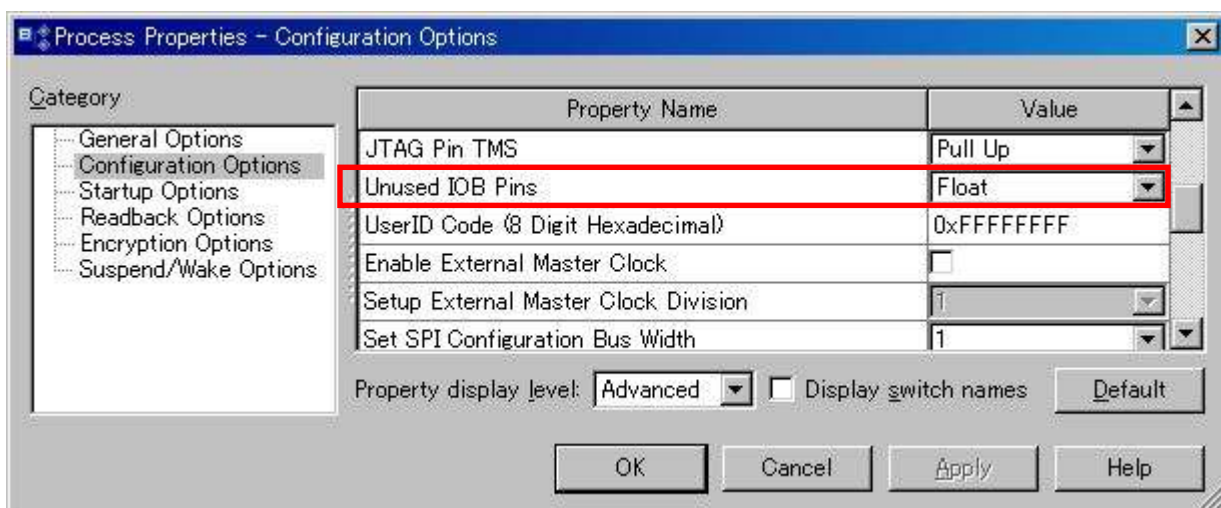 Process Properties - Configuration Options
Category
General Options
Configuration Options
Startup Options
Readback Options
Encryption Options
Suspend/Wake Options
Property Name Value
JTAG Pin TMS Pull Up
Unused IOB Pins Float
UserID Code (8 Digit Hexadecimal) 0xFFFFFFFF
Enable External Master Clock
Setup External Master Clock Division 1
Set SPI Configuration Bus Width 1
Property display level: Advanced Display switch names Default
OK Cancel Apply Help